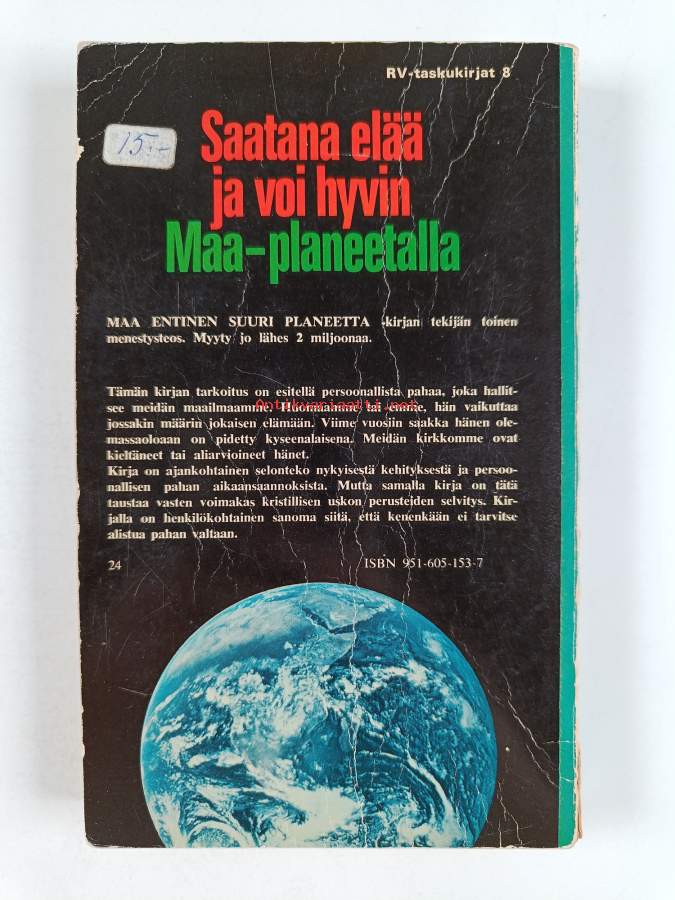 RV-taskukirjat 8
15:-
Saatana elää
ja voi hyvin
Maa-planeetalla
MAA ENTINEN SUURI PLANEETTA -kirjan tekijän toinen
menestysteos. Myyty jo lähes 2 miljoonaa.
Tämän kirjan tarkoitus on esitellä persoonallista pahaa, joka hallit-
see meidän maailmaamme. Huomaamme tai emme, hän vaikuttaa
Antikvariaatti.net
jossakin määrin jokaisen elämään. Viime vuosiin saakka hänen ole-
massaoloaan on pidetty kyseenalaisena. Meidän kirkkomme ovat
kieltäneet tai aliarvioineet hänet.
Kirja on ajankohtainen selonteko nykyisestä kehityksestä ja persoo-
nallisen pahan aikaansaannoksista. Mutta samalla kirja on tätä
taustaa vasten voimakas kristillisen uskon perusteiden selvitys. Kir-
jalla on henkilökohtainen sanoma siitä, että kenenkään ei tarvitse
alistua pahan valtaan.
24 ISBN 951-605-153-7